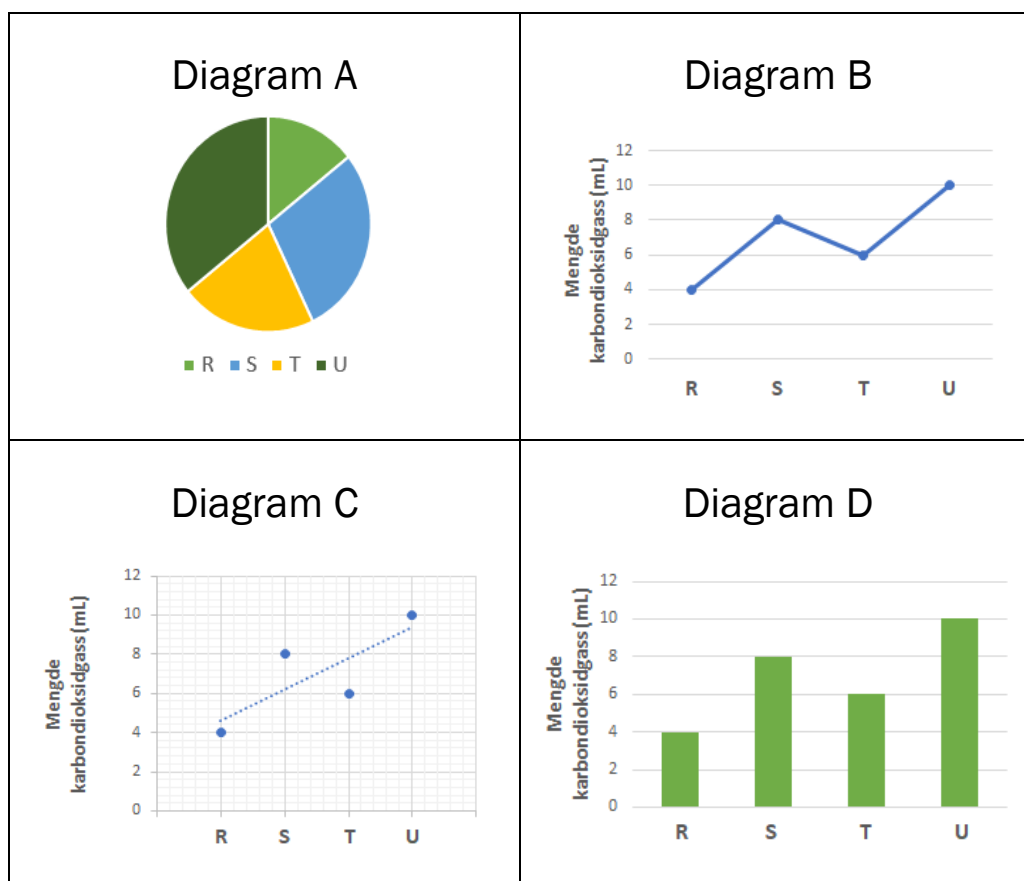 Diagram A
R S T U
Diagram B
Mengde
karbondioksidgass (mL)
12
10
8
6
4
2
0
R S T U
Diagram C
Mengde
karbondioksidgass (mL)
12
10
8
6
4
2
0
R S T U
Diagram D
Mengde
karbondioksidgass (mL)
12
10
8
6
4
2
0
R S T U